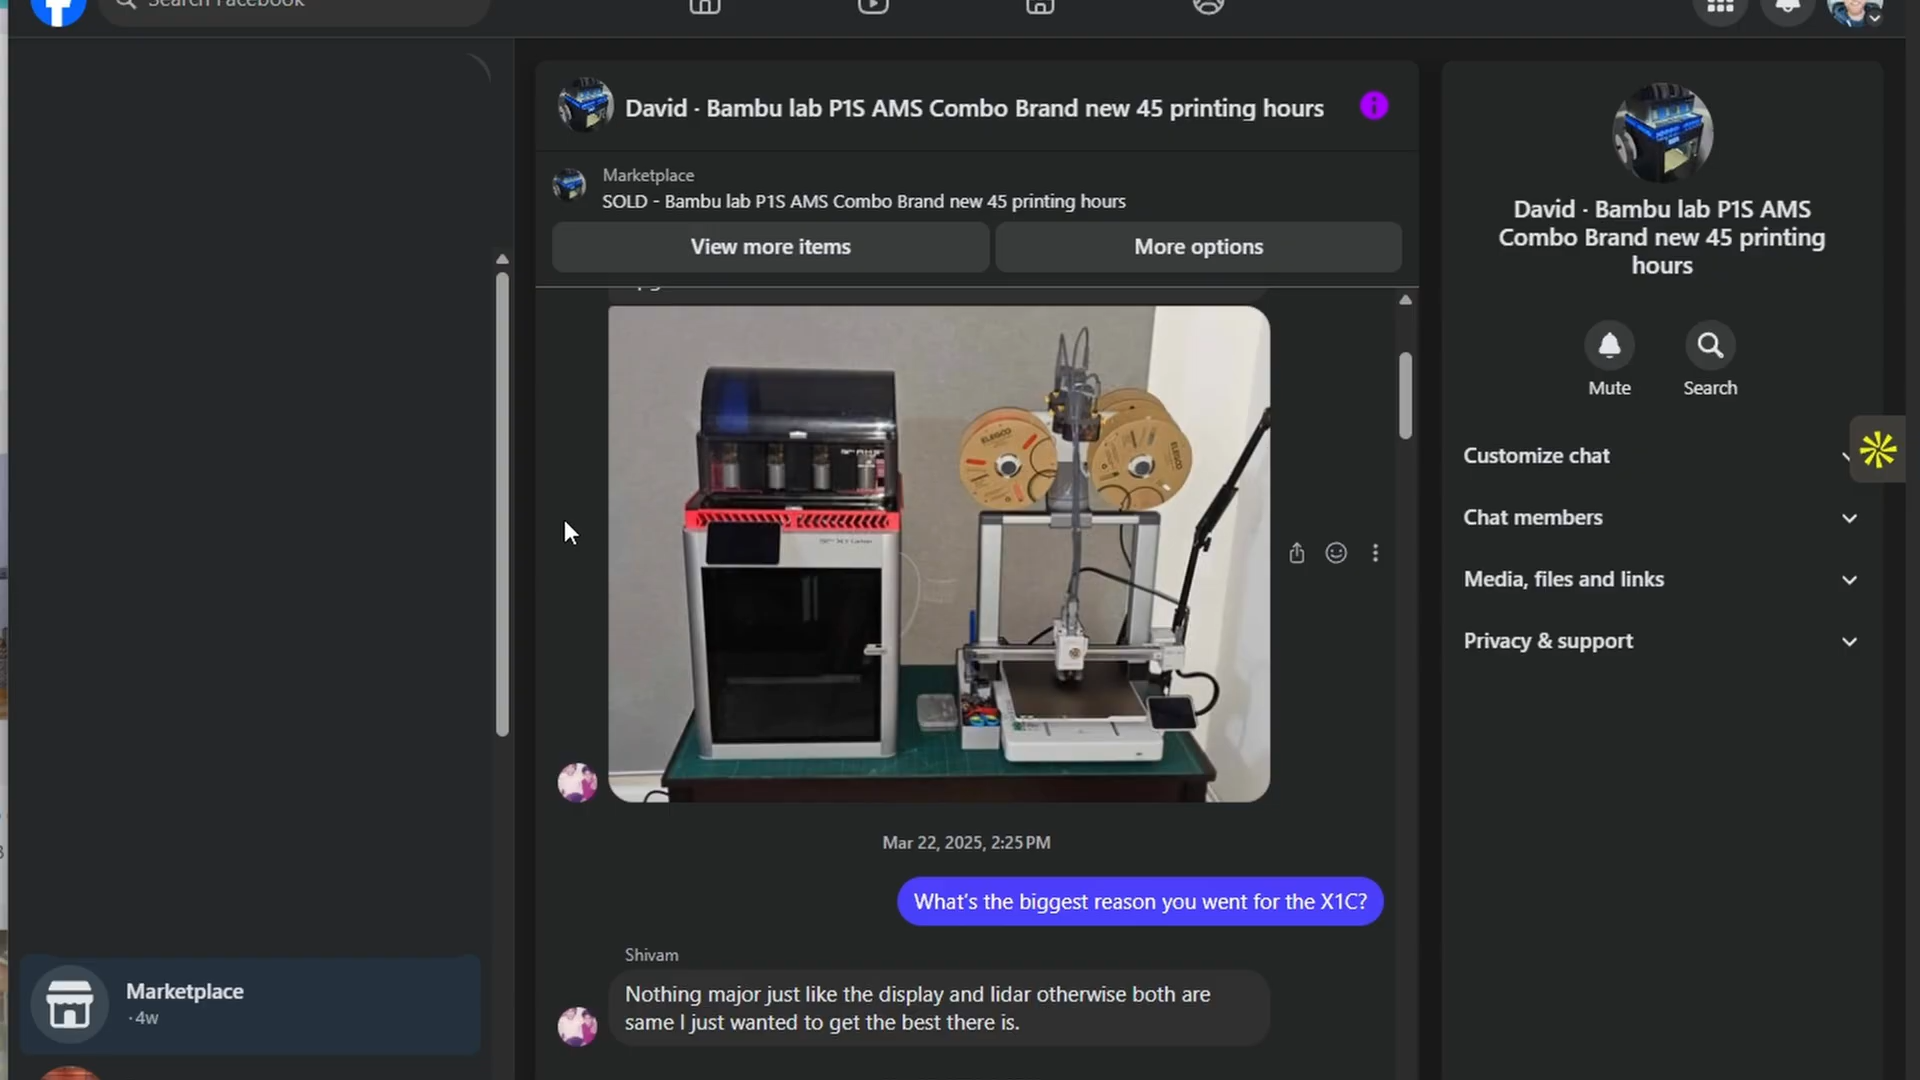 Search Facebook
David · Bambu lab P1S AMS Combo Brand new 45 printing hours
Marketplace
SOLD - Bambu lab P1S AMS Combo Brand new 45 printing hours
View more items
More options
ELEGOO
ELEGOO
Mar 22, 2025, 2:25 PM
What's the biggest reason you went for the X1C?
Shivam
Nothing major just like the display and lidar otherwise both are
same I just wanted to get the best there is.
Marketplace
· 4w
David · Bambu lab P1S AMS
Combo Brand new 45 printing
hours
Mute
Search
Customize chat
Chat members
Media, files and links
Privacy & support